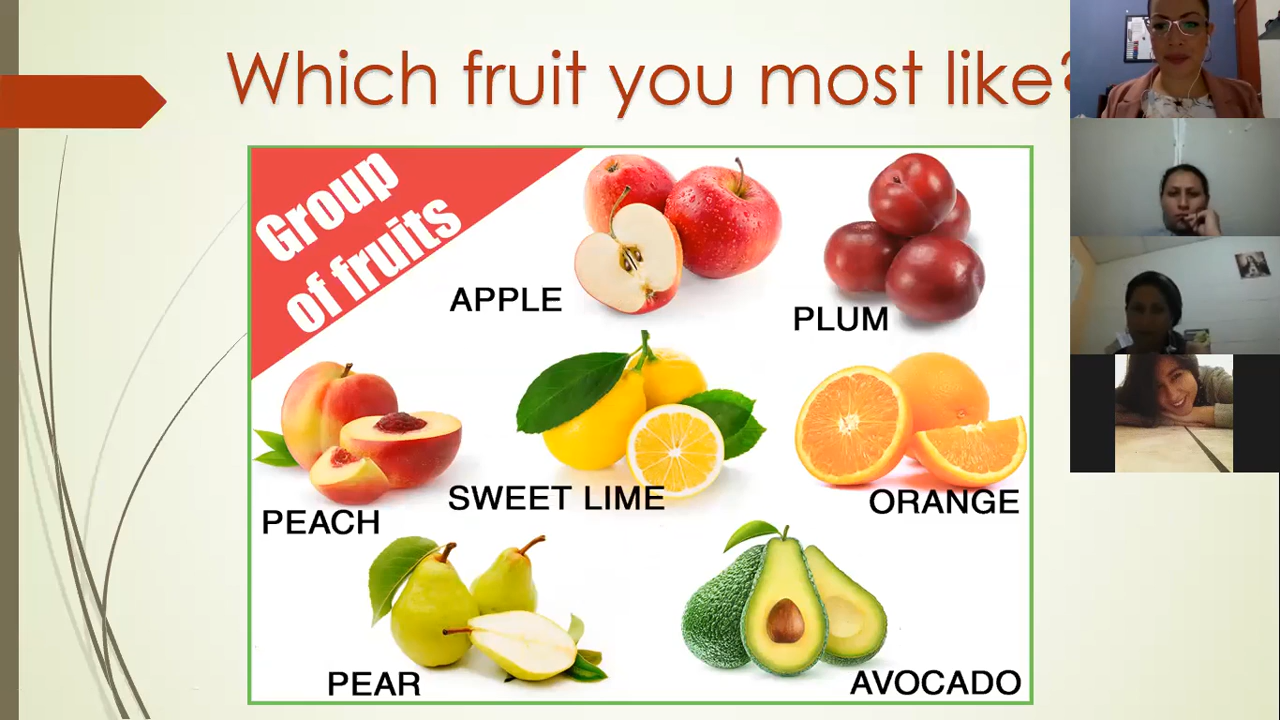 Which fruit you most like?
Group
of fruits
APPLE
PLUM
PEACH
SWEET LIME
ORANGE
PEAR
AVOCADO